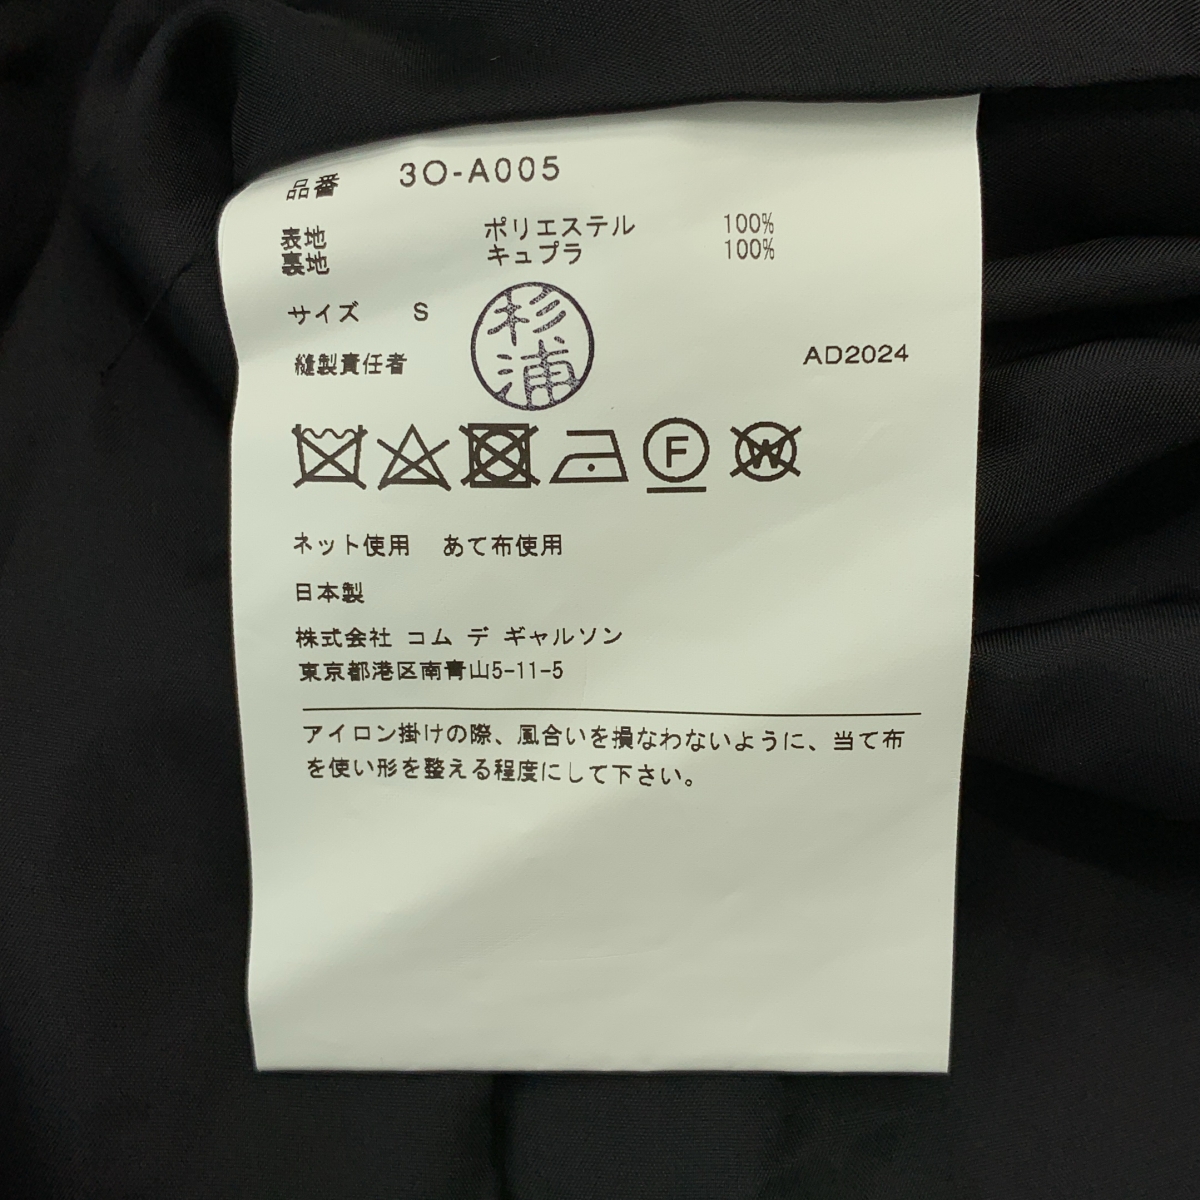 品番 3O-A005
表地 ポリエステル 100%
裏地 キュプラ 100%
サイズ S
杉浦
縫製責任者 AD2024
F W
ネット使用 あて布使用
日本製
株式会社 コム デ ギャルソン
東京都港区南青山5-11-5
アイロン掛けの際、風合いを損なわないように、当て布
を使い形を整える程度にして下さい。